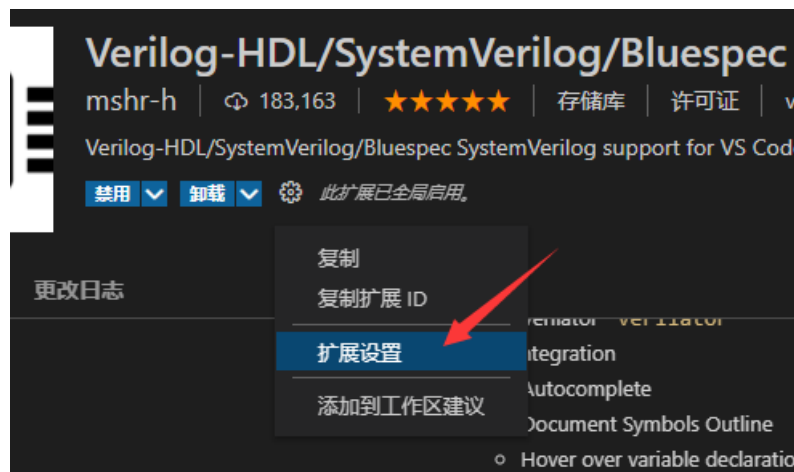 Verilog-HDL/SystemVerilog/Bluespec
mshr-h 183,163 存储库 许可证 v
Verilog-HDL/SystemVerilog/Bluespec SystemVerilog support for VS Cod
禁用 卸载 此扩展已全局启用。
复制
更改日志
复制扩展 ID
verilator
扩展设置
ntegration
Autocomplete
添加到工作区建议
Document Symbols Outline
Hover over variable declaratio